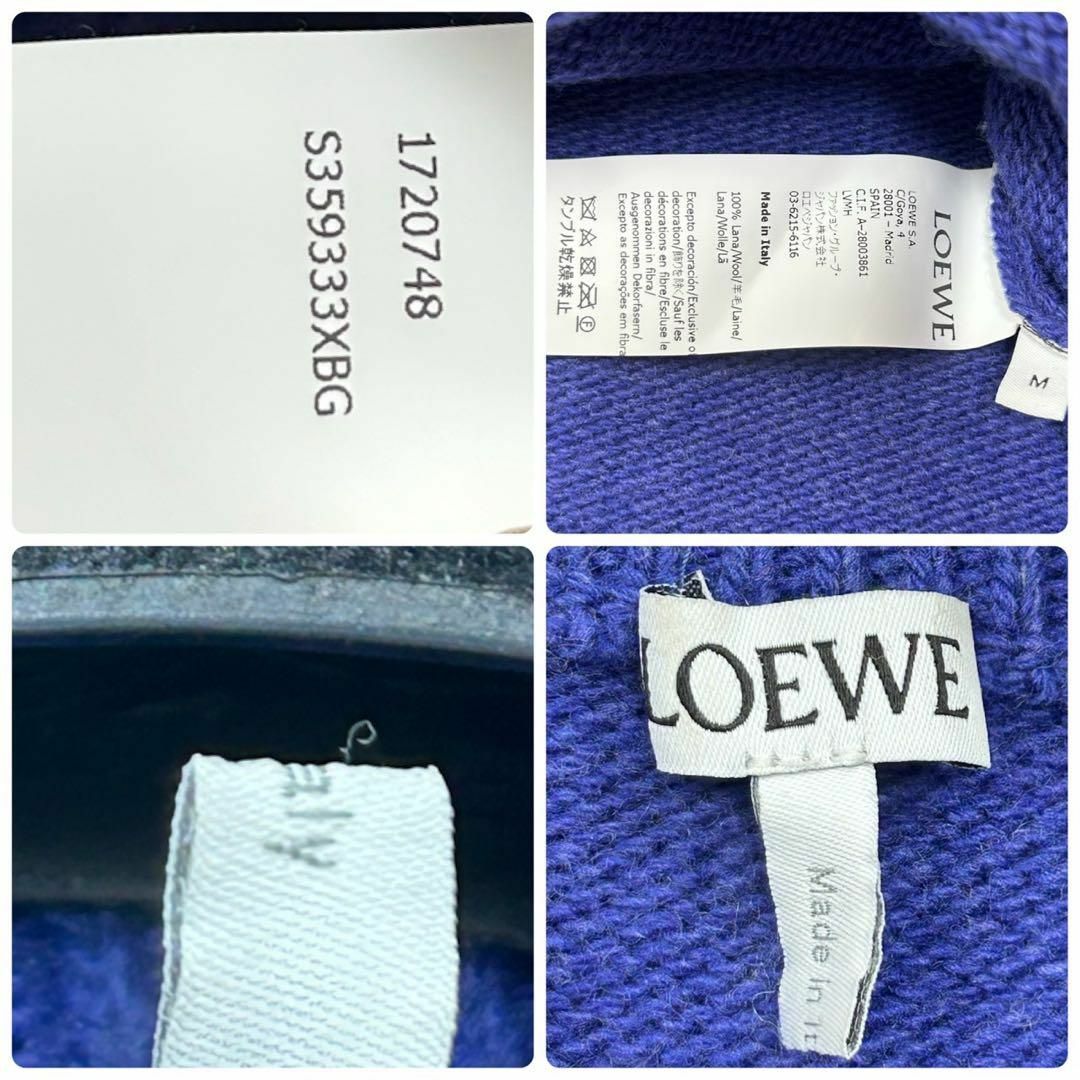 1720748
S359333XBG
LOEWE
LOEWE S.A.
C/Goya, 4
28001 - Madrid
SPAIN
C.I.F. A-28003861
LVMH
ファッション・グループ・
ジャパン株式会社
ロエベジャパン
03-6215-6116
Made in Italy
100% Lana/Wool/羊毛/Laine/
Lana/Wolle/Lã
Excepto decoración/Exclusive o
decoration/飾りを除く/Sauf les
décorations en fibre/Escluse le
decorazioni in fibra/
Ausgenommen Dekorfasern/
Excepto as decorações em fibra
タンブル乾燥禁止
M
LOEWE
Made in It